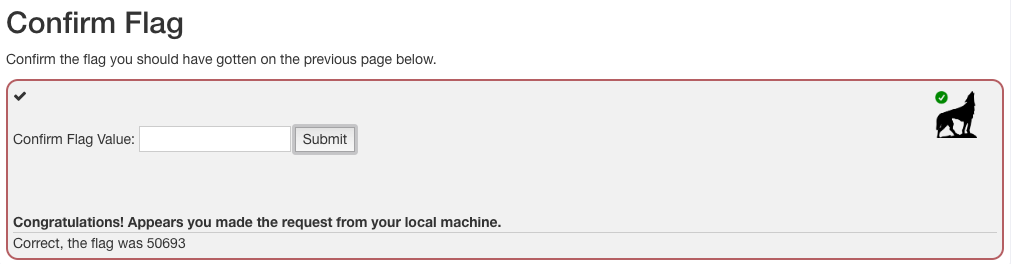 Confirm Flag
Confirm the flag you should have gotten on the previous page below.
Confirm Flag Value: Submit
Congratulations! Appears you made the request from your local machine.
Correct, the flag was 50693